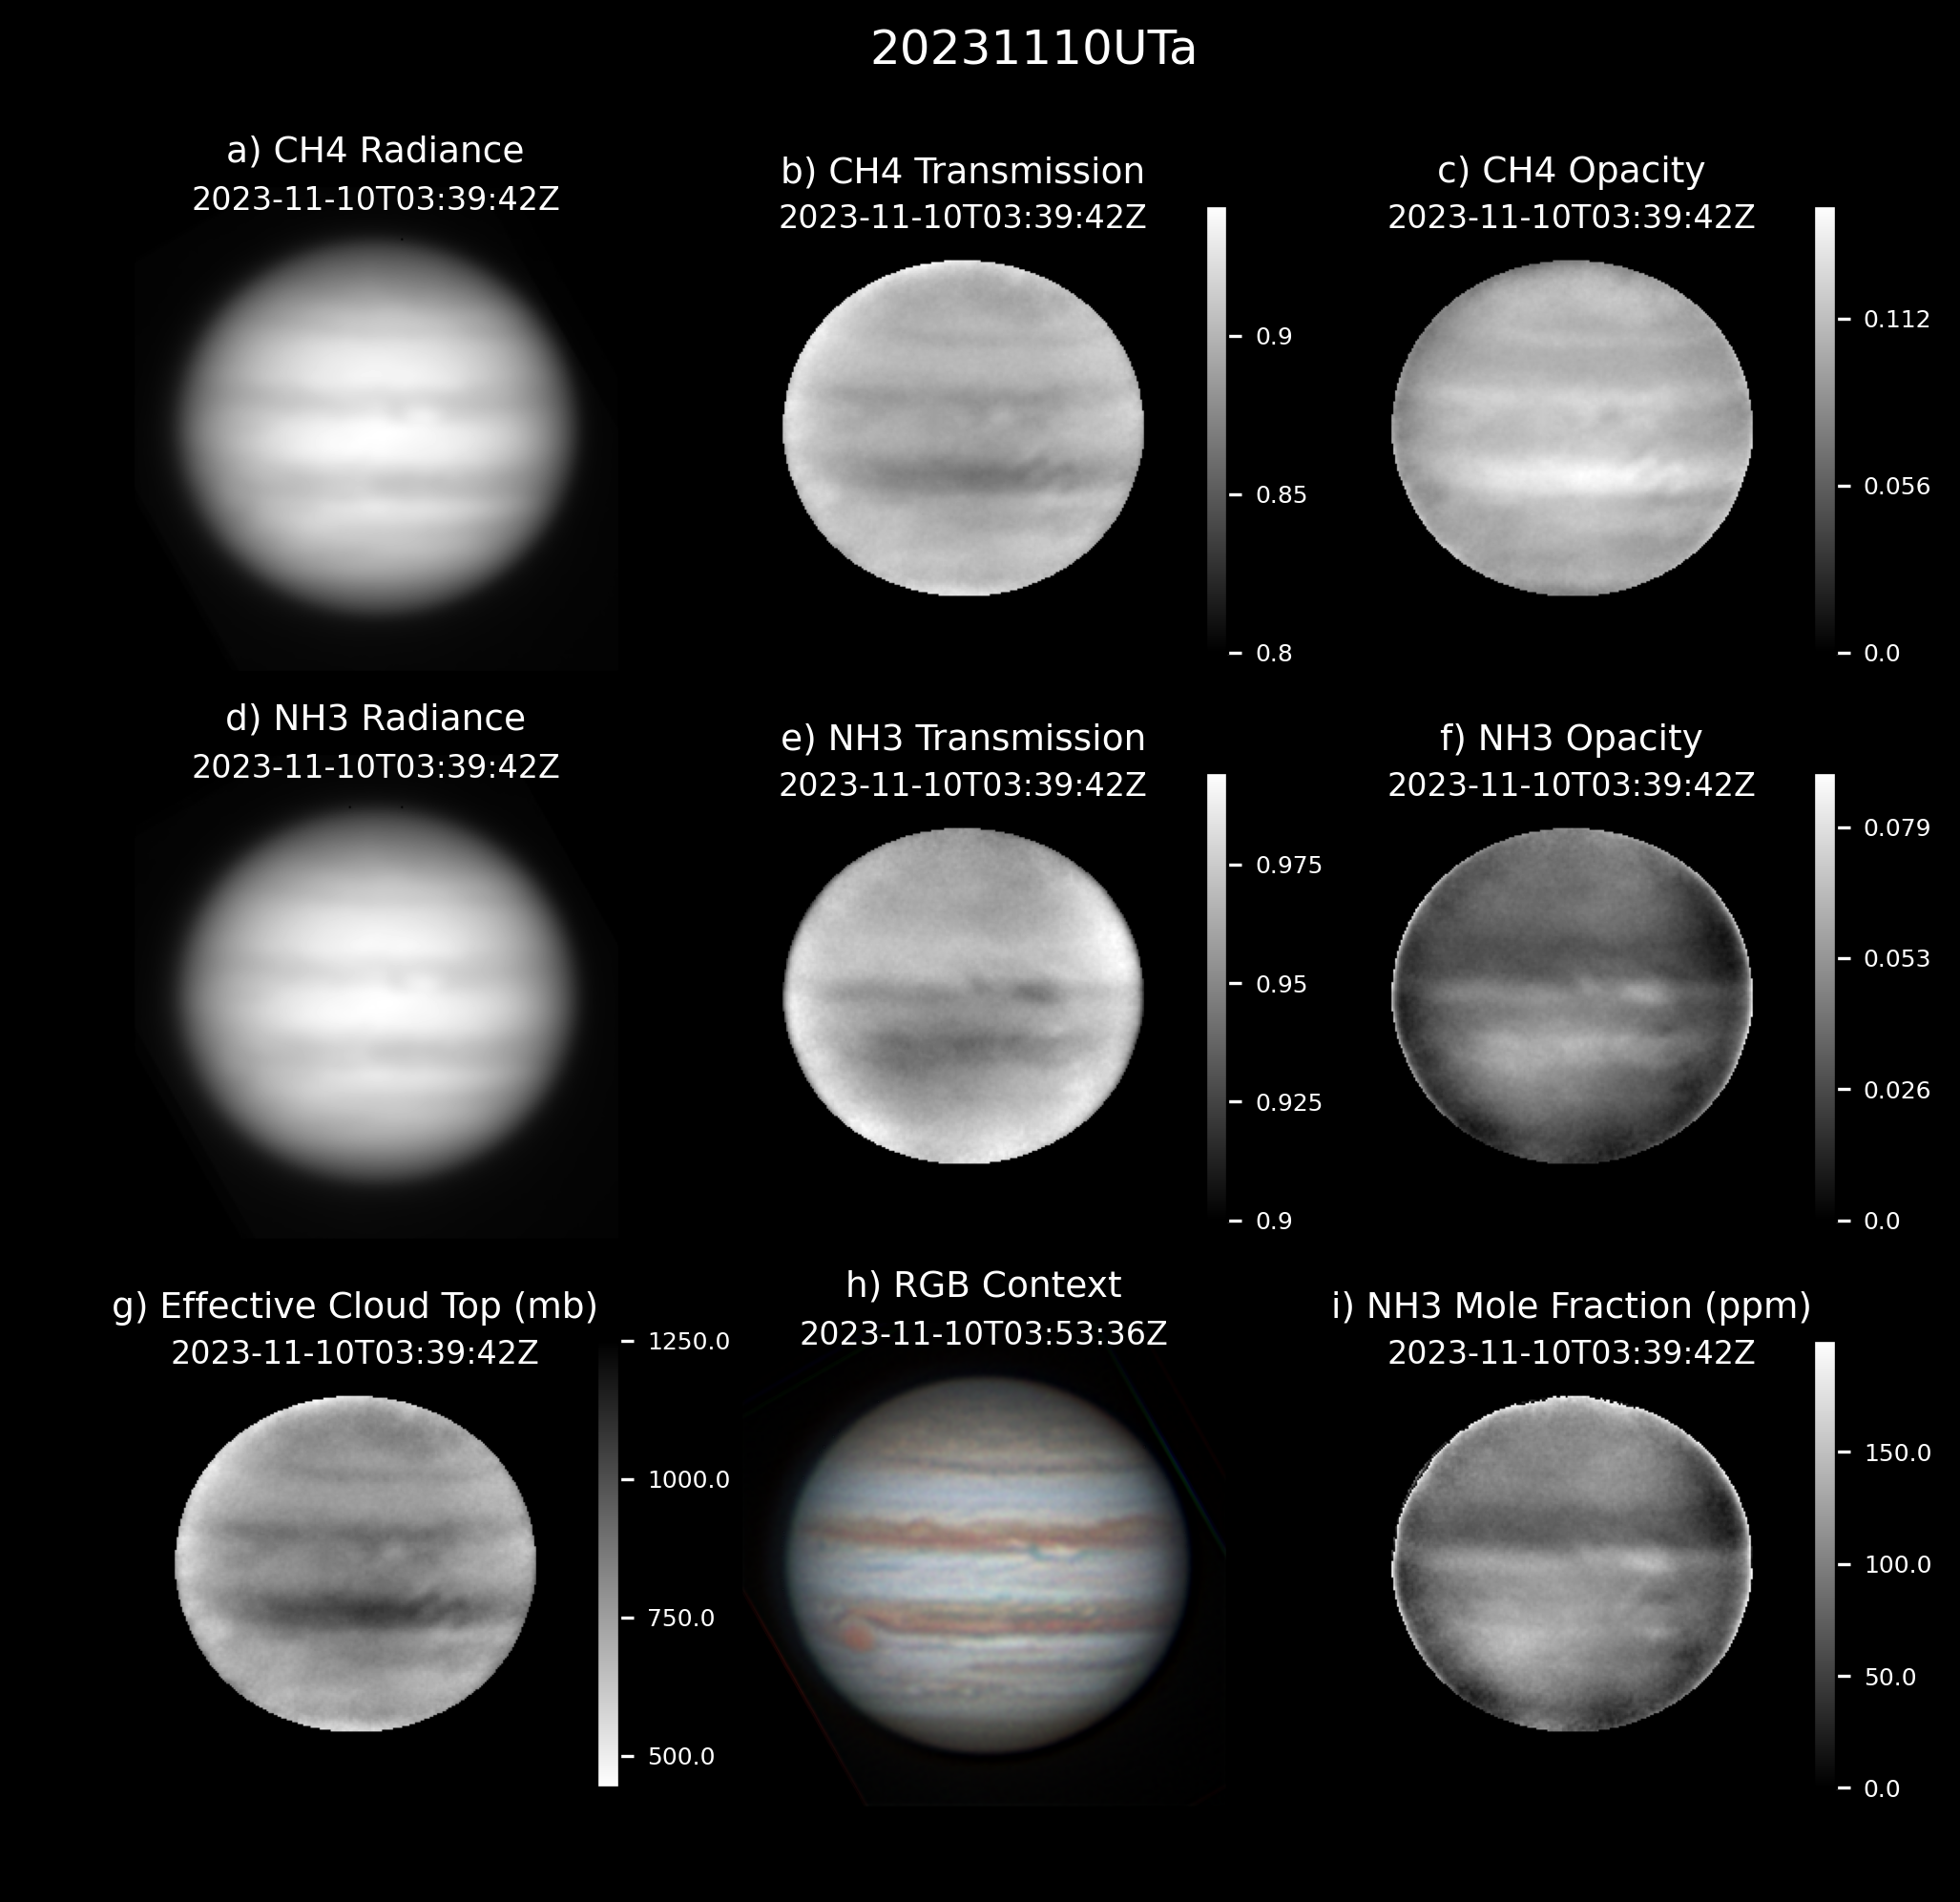 20231110UTa
a) CH4 Radiance
2023-11-10T03:39:42Z
b) CH4 Transmission
2023-11-10T03:39:42Z
0.9
0.85
0.8
c) CH4 Opacity
2023-11-10T03:39:42Z
0.112
0.056
0.0
d) NH3 Radiance
2023-11-10T03:39:42Z
e) NH3 Transmission
2023-11-10T03:39:42Z
0.975
0.95
0.925
0.9
f) NH3 Opacity
2023-11-10T03:39:42Z
0.079
0.053
0.026
0.0
g) Effective Cloud Top (mb)
2023-11-10T03:39:42Z
1250.0
1000.0
750.0
500.0
h) RGB Context
2023-11-10T03:53:36Z
i) NH3 Mole Fraction (ppm)
2023-11-10T03:39:42Z
150.0
100.0
50.0
0.0